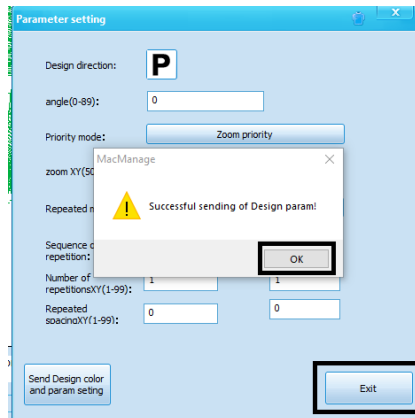 Parameter setting
x
Design direction:
P
angle(0-89):
0
Priority mode:
Zoom priority
MacManage
zoom XY(50
Successful sending of Design param!
Repeated
OK
Sequence
repetition:
Number of
repetitionsXY(1-99):
1
1
Repeated
spacingXY(1-99):
0
0
Send Design color
and param seting
Exit